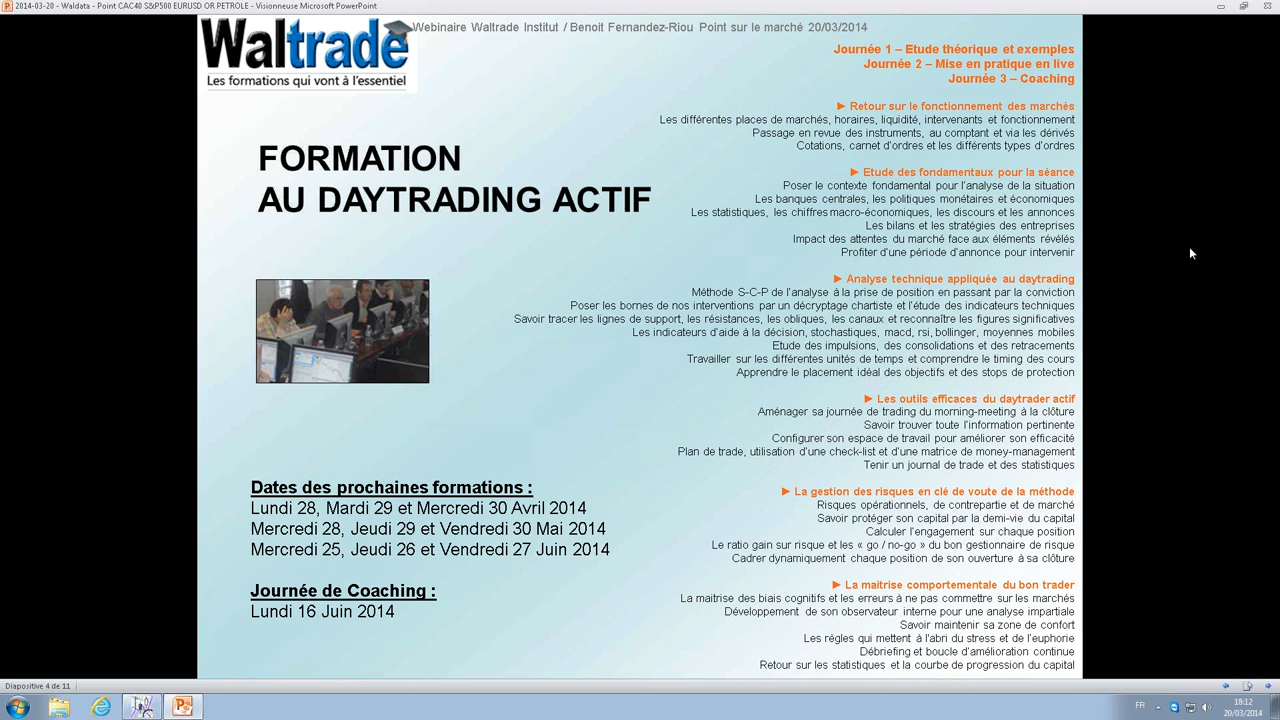 2014-03-20 - Waldata - Point CAC40 S&P500 EURUSD OR PETROLE - Visionneuse Microsoft PowerPoint
Webinaire Waltrade Institut / Benoit Fernandez-Riou Point sur le marché 20/03/2014
Waltrade
Les formations qui vont à l'essentiel
Journée 1 – Etude théorique et exemples
Journée 2 – Mise en pratique en live
Journée 3 – Coaching
FORMATION
AU DAYTRADING ACTIF
► Retour sur le fonctionnement des marchés
Les différentes places de marchés, horaires, liquidité, intervenants et fonctionnement
Passage en revue des instruments, au comptant et via les dérivés
Cotations, carnet d'ordres et les différents types d'ordres
► Etude des fondamentaux pour la séance
Poser le contexte fondamental pour l'analyse de la situation
Les banques centrales, les politiques monétaires et économiques
Les statistiques, les chiffres macro-économiques, les discours et les annonces
Les bilans et les stratégies des entreprises
Impact des attentes du marché face aux éléments révélés
Profiter d'une période d'annonce pour intervenir
► Analyse technique appliquée au daytrading
Méthode S-C-P de l'analyse à la prise de position en passant par la conviction
Poser les bornes de nos interventions par un décryptage chartiste et l'étude des indicateurs techniques
Savoir tracer les lignes de support, les résistances, les obliques, les canaux et reconnaître les figures significatives
Les indicateurs d'aide à la décision, stochastiques, macd, rsi, bollinger, moyennes mobiles
Etude des impulsions, des consolidations et des retracements
Travailler sur les différentes unités de temps et comprendre le timing des cours
Apprendre le placement idéal des objectifs et des stops de protection
► Les outils efficaces du daytrader actif
Aménager sa journée de trading du morning-meeting à la clôture
Savoir trouver toute l'information pertinente
Configurer son espace de travail pour améliorer son efficacité
Plan de trade, utilisation d'une check-list et d'une matrice de money-management
Tenir un journal de trade et des statistiques
► La gestion des risques en clé de voute de la méthode
Risques opérationnels, de contrepartie et de marché
Savoir protéger son capital par la demi-vie du capital
Calculer l'engagement sur chaque position
Le ratio gain sur risque et les « go / no-go » du bon gestionnaire de risque
Cadrer dynamiquement chaque position de son ouverture à sa clôture
► La maitrise comportementale du bon trader
La maitrise des biais cognitifs et les erreurs à ne pas commettre sur les marchés
Développement de son observateur interne pour une analyse impartiale
Savoir maintenir sa zone de confort
Les règles qui mettent à l'abri du stress et de l'euphorie
Débriefing et boucle d'amélioration continue
Retour sur les statistiques et la courbe de progression du capital
Dates des prochaines formations :
Lundi 28, Mardi 29 et Mercredi 30 Avril 2014
Mercredi 28, Jeudi 29 et Vendredi 30 Mai 2014
Mercredi 25, Jeudi 26 et Vendredi 27 Juin 2014
Journée de Coaching :
Lundi 16 Juin 2014
Diapositive 4 de 11
FR
18:12
20/03/2014